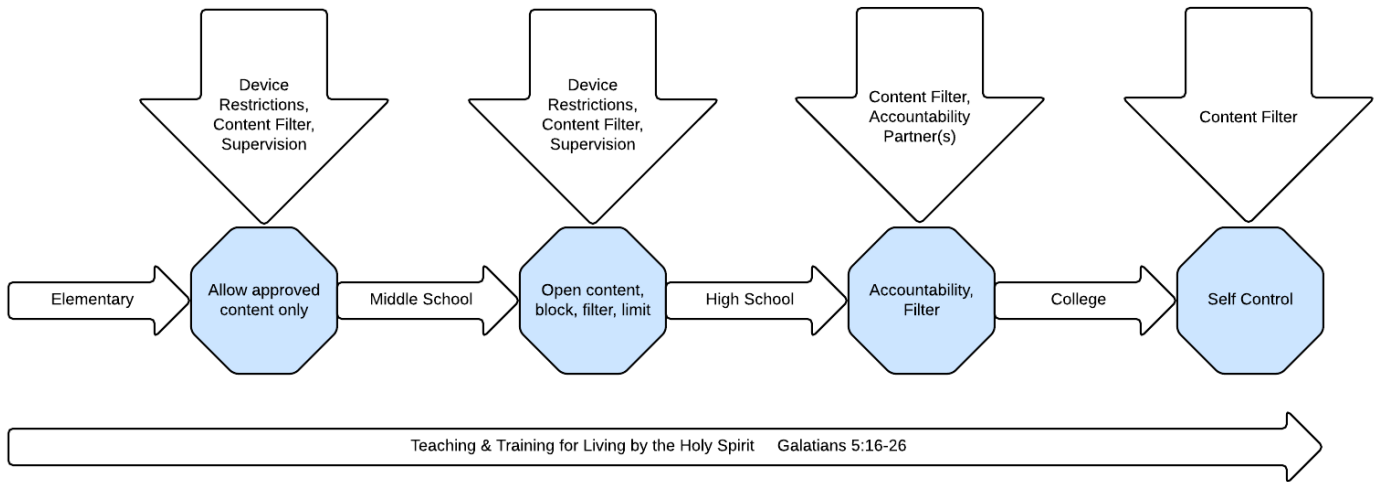 Device
Restrictions,
Content Filter,
Supervision
Device
Restrictions,
Content Filter,
Supervision
Content Filter,
Accountability
Partner(s)
Content Filter
Elementary
Allow approved
content only
Middle School
Open content,
block, filter, limit
High School
Accountability,
Filter
College
Self Control
Teaching & Training for Living by the Holy Spirit Galatians 5:16-26